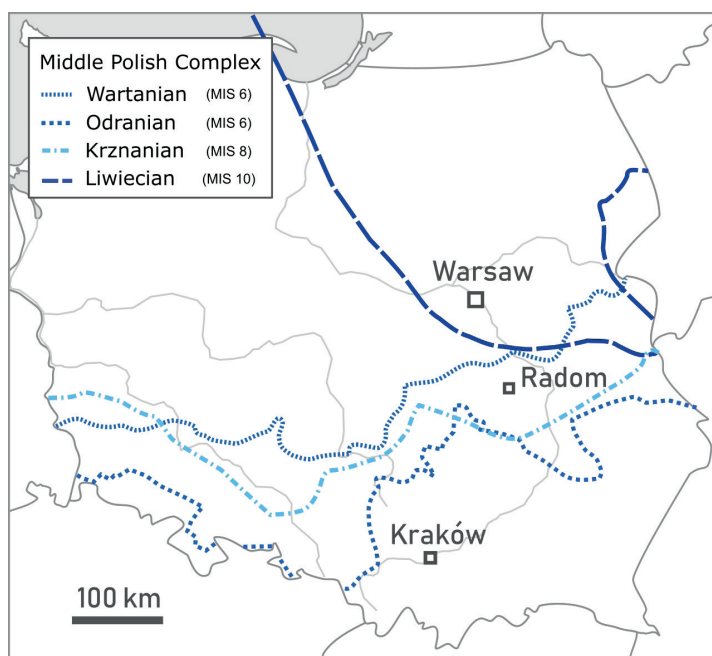 Middle Polish Complex
Wartanian (MIS 6)
Odranian (MIS 6)
Krznanian (MIS 8)
Liwiecian (MIS 10)
Warsaw
Radom
Kraków
100 km